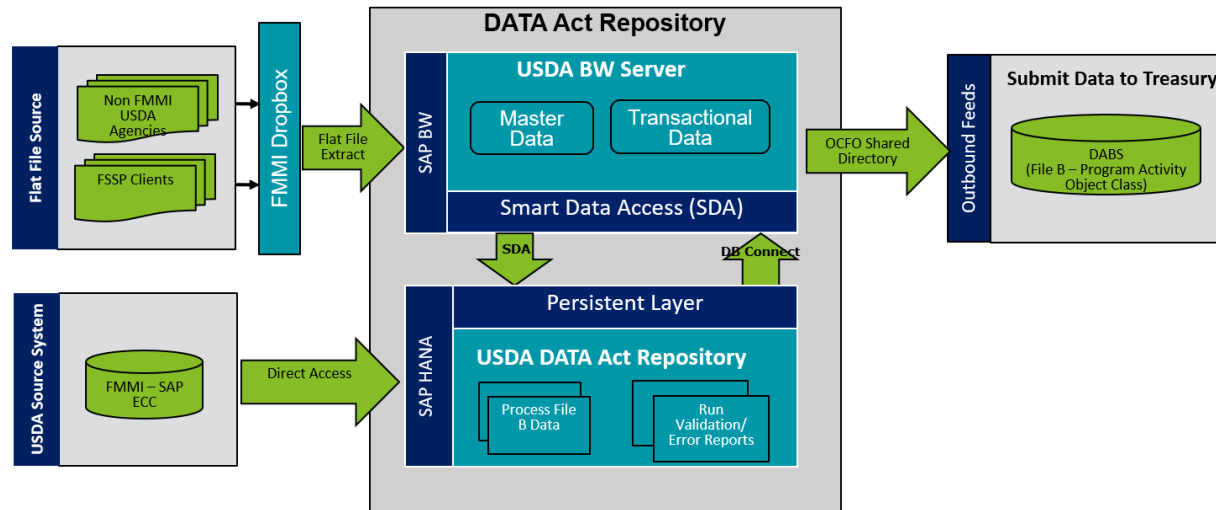 DATA Act Repository
Flat File Source
Non FMMI
USDA
Agencies
FSSP Clients
FMMI Dropbox
Flat File
Extract
SAP BW
USDA BW Server
Master
Data
Transactional
Data
Smart Data Access (SDA)
OCFO Shared
Directory
Outbound Feeds
Submit Data to Treasury
DABS
(File B – Program Activity
Object Class)
SDA
DB Connect
USDA Source System
FMMI – SAP
ECC
Direct Access
SAP HANA
Persistent Layer
USDA DATA Act Repository
Process File
B Data
Run
Validation/
Error Reports